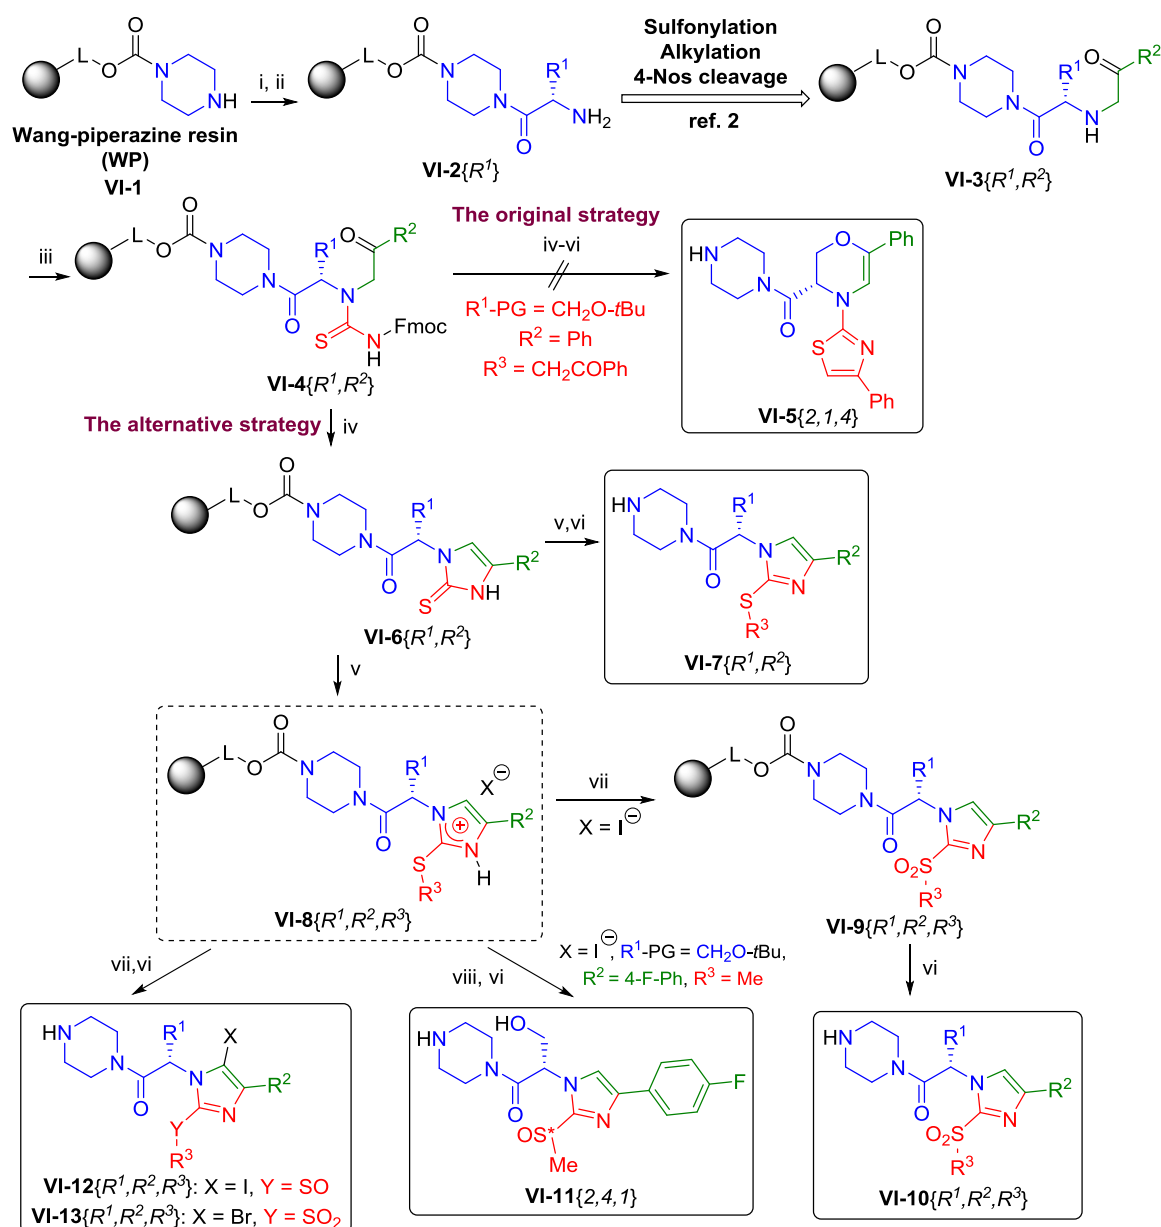 O
L
O
N
NH
Wang-piperazine resin
(WP)
VI-1
i, ii
O
L
O
N
N
R¹
NH₂
O
VI-2{R¹}
Sulfonylation
Alkylation
4-Nos cleavage
ref. 2
O
L
O
N
N
R¹
O
R²
N
H
O
VI-3{R¹,R²}
iii
O
L
O
N
N
R¹
O
R²
O
N
S
N
H
Fmoc
VI-4{R¹,R²}
The original strategy
iv-vi
R¹-PG = CH₂O-tBu
R² = Ph
R³ = CH₂COPh
HN
N
O
O
Ph
N
S
N
Ph
VI-5{2,1,4}
The alternative strategy
iv
O
L
O
N
N
R¹
O
N
R²
S
NH
VI-6{R¹,R²}
v,vi
HN
N
R¹
O
N
R²
N
S
R³
VI-7{R¹,R²}
v
O
L
O
N
N
R¹
X⊖
O
N
⊕
R²
N
H
S
R³
VI-8{R¹,R²,R³}
vii
X = I⊖
O
L
O
N
N
R¹
O
N
R²
N
O₂S
R³
VI-9{R¹,R²,R³}
vii,vi
viii, vi
X = I⊖, R¹-PG = CH₂O-tBu,
R² = 4-F-Ph, R³ = Me
vi
HN
N
R¹
X
O
N
R²
N
Y
R³
VI-12{R¹,R²,R³}: X = I, Y = SO
VI-13{R¹,R²,R³}: X = Br, Y = SO₂
HN
N
HO
O
N
N
F
OS*
Me
VI-11{2,4,1}
HN
N
R¹
O
N
R²
N
O₂S
R³
VI-10{R¹,R²,R³}